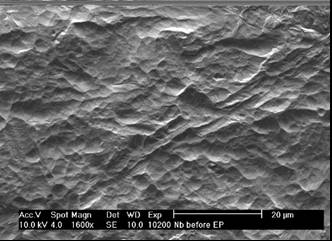 Acc.V Spot Magn Det WD Exp 20 µm
10.0 kV 4.0 1600x SE 10.0 10200 Nb before EP